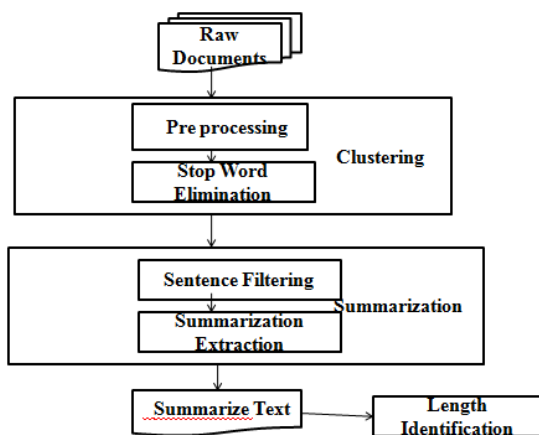 Raw
Documents
Pre processing
Clustering
Stop Word
Elimination
Sentence Filtering
Summarization
Summarization
Extraction
Summarize Text
Length
Identification